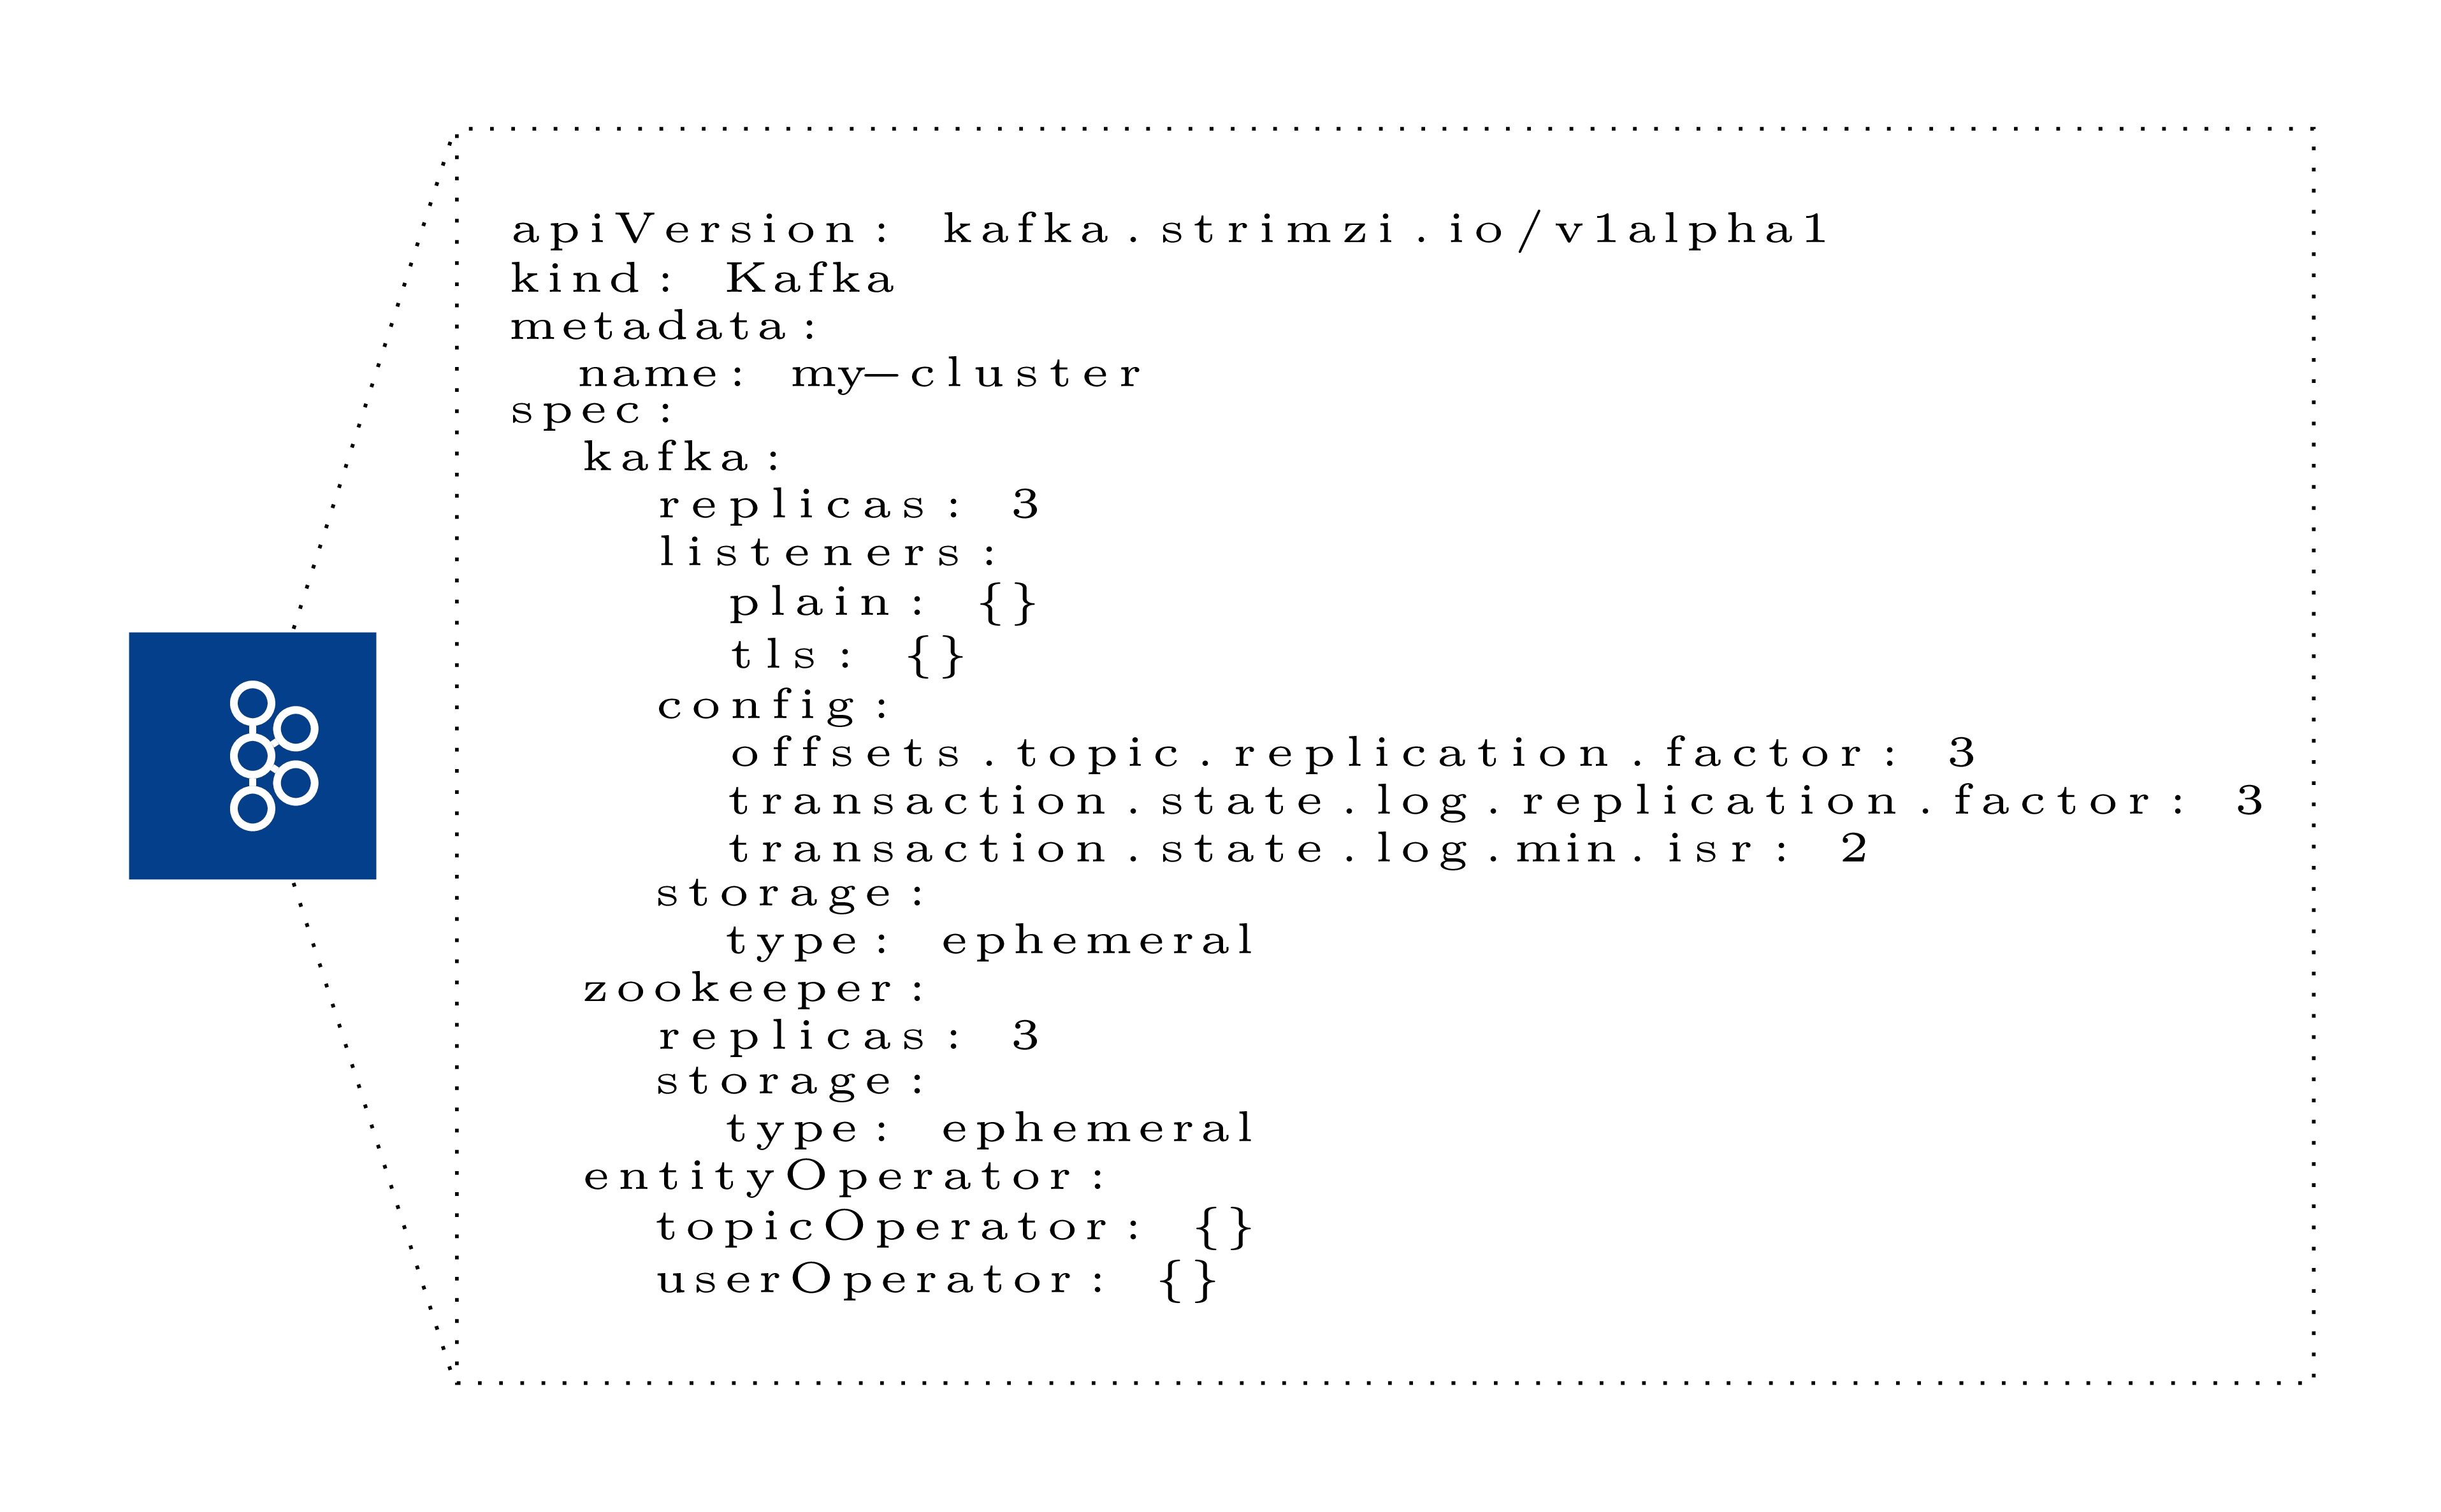 apiVersion: kafka.strimzi.io/v1alpha1
kind: Kafka
metadata:
  name: my-cluster
spec:
  kafka:
    replicas: 3
    listeners:
      plain: {}
      tls: {}
    config:
      offsets.topic.replication.factor: 3
      transaction.state.log.replication.factor: 3
      transaction.state.log.min.isr: 2
    storage:
      type: ephemeral
  zookeeper:
    replicas: 3
    storage:
      type: ephemeral
  entityOperator:
    topicOperator: {}
    userOperator: {}